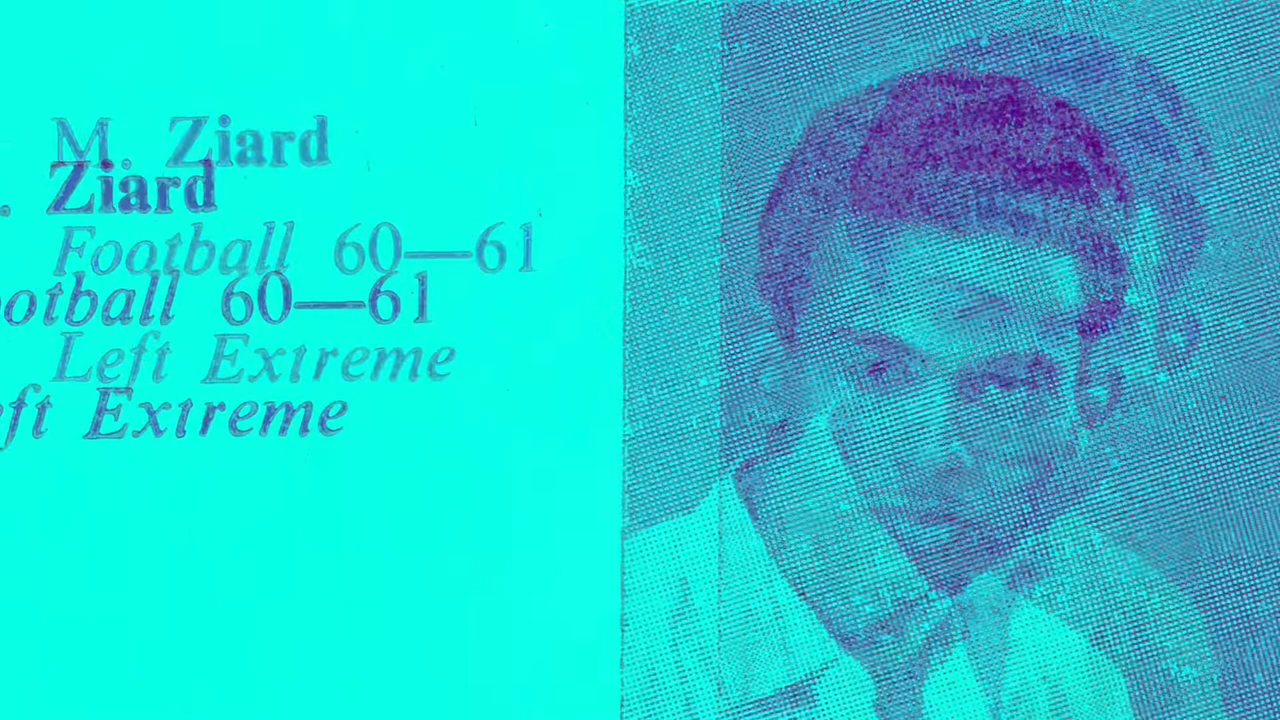 M. Ziard
. Ziard
Football 60—61
ootball 60—61
Left Extreme
eft Extreme